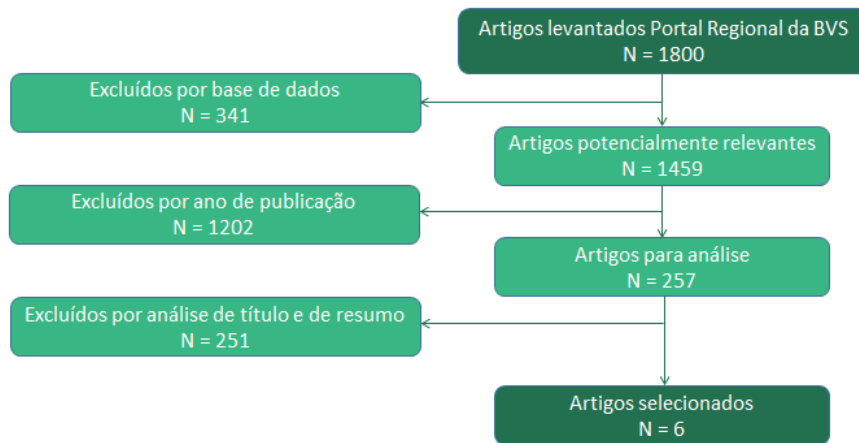 Artigos levantados Portal Regional da BVS
N = 1800
Excluídos por base de dados
N = 341
Artigos potencialmente relevantes
N = 1459
Excluídos por ano de publicação
N = 1202
Artigos para análise
N = 257
Excluídos por análise de título e de resumo
N = 251
Artigos selecionados
N = 6